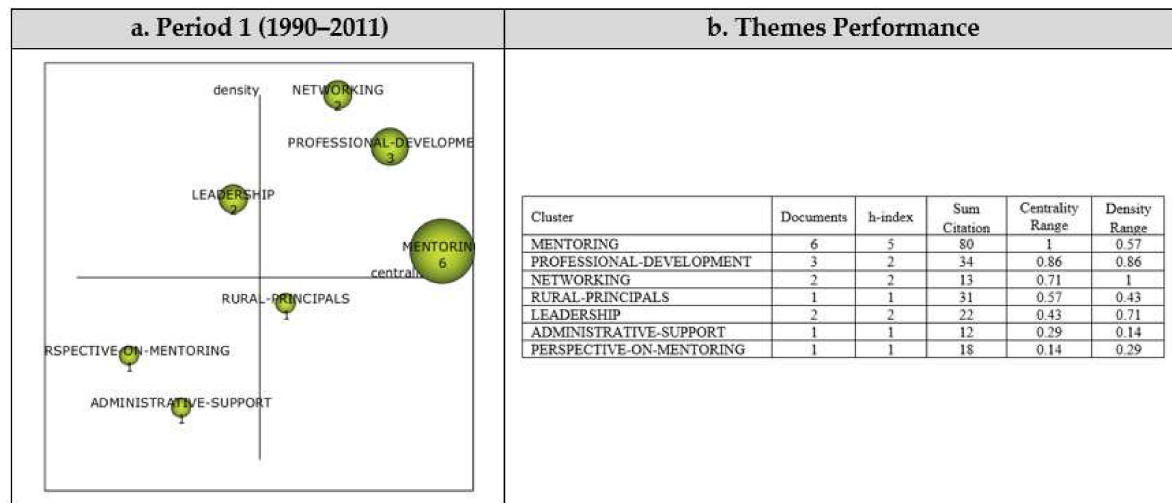 a. Period 1 (1990–2011)
b. Themes Performance
density
NETWORKING
2
PROFESSIONAL-DEVELOPME
3
LEADERSHIP
2
MENTORIN
6
centrali
RURAL-PRINCIPALS
1
RSPECTIVE-ON-MENTORING
1
ADMINISTRATIVE-SUPPORT
1
Cluster Documents h-index Sum Citation Centrality Range Density Range
MENTORING 6 5 80 1 0.57
PROFESSIONAL-DEVELOPMENT 3 2 34 0.86 0.86
NETWORKING 2 2 13 0.71 1
RURAL-PRINCIPALS 1 1 31 0.57 0.43
LEADERSHIP 2 2 22 0.43 0.71
ADMINISTRATIVE-SUPPORT 1 1 12 0.29 0.14
PERSPECTIVE-ON-MENTORING 1 1 18 0.14 0.29